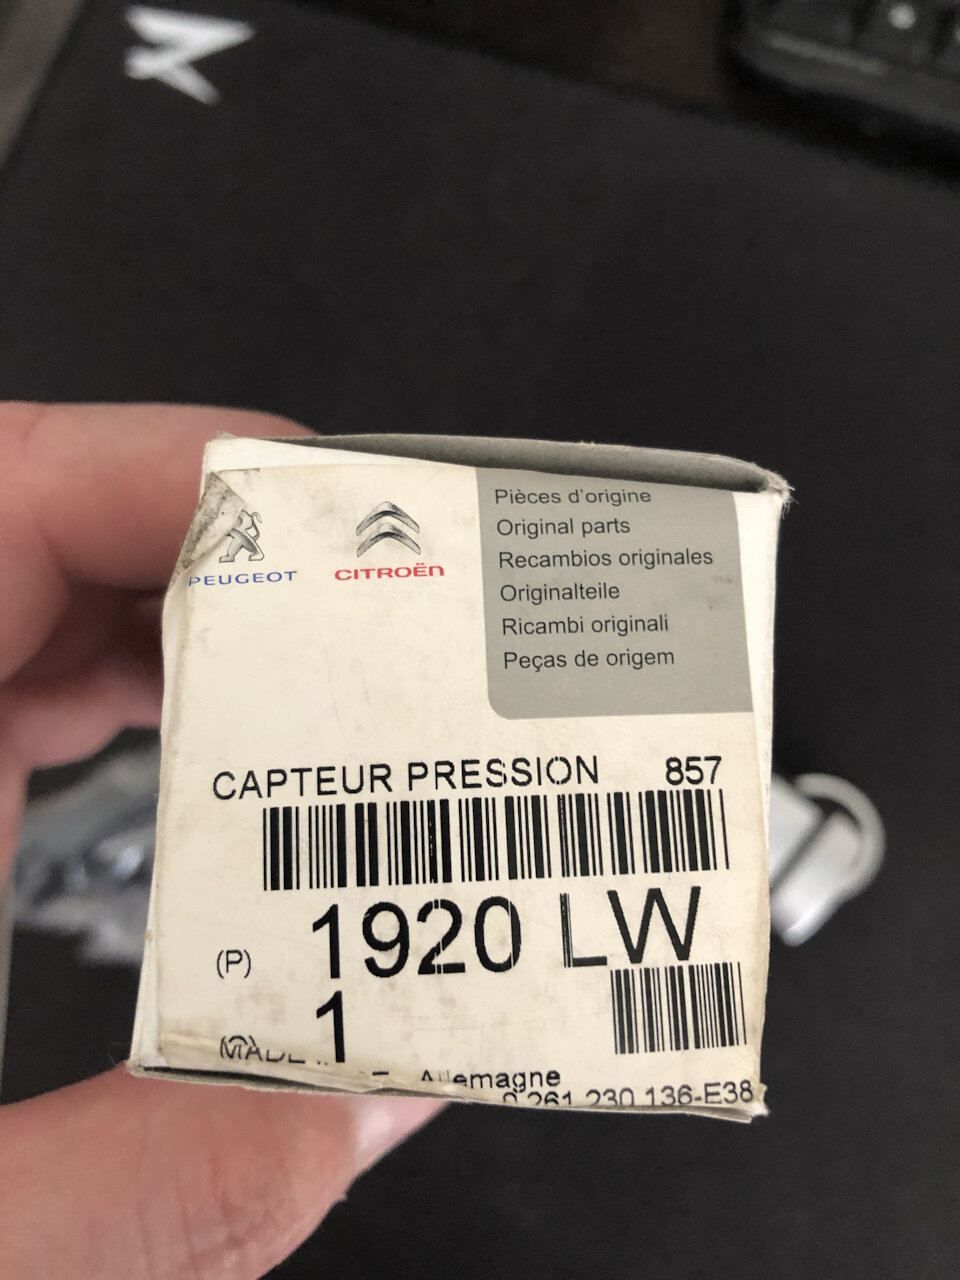 PEUGEOT
CITROËN
Pièces d'origine
Original parts
Recambios originales
Originalteile
Ricambi originali
Peças de origem
CAPTEUR PRESSION 857
1920 LW
(P)
1
Allemagne
0 261 230 136-E38